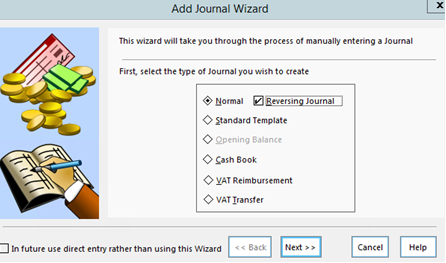 Add Journal Wizard
x
This wizard will take you through the process of manually entering a Journal
First, select the type of Journal you wish to create
Normal Reversing Journal
Standard Template
Opening Balance
Cash Book
VAT Reimbursement
VAT Transfer
In future use direct entry rather than using this Wizard << Back Next >> Cancel Help